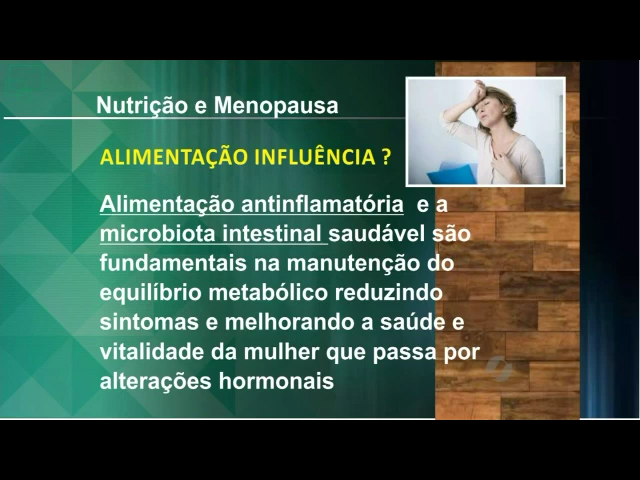 Nutrição e Menopausa
ALIMENTAÇÃO INFLUÊNCIA ?
Alimentação antinflamatória e a
microbiota intestinal saudável são
fundamentais na manutenção do
equilíbrio metabólico reduzindo
sintomas e melhorando a saúde e
vitalidade da mulher que passa por
alterações hormonais